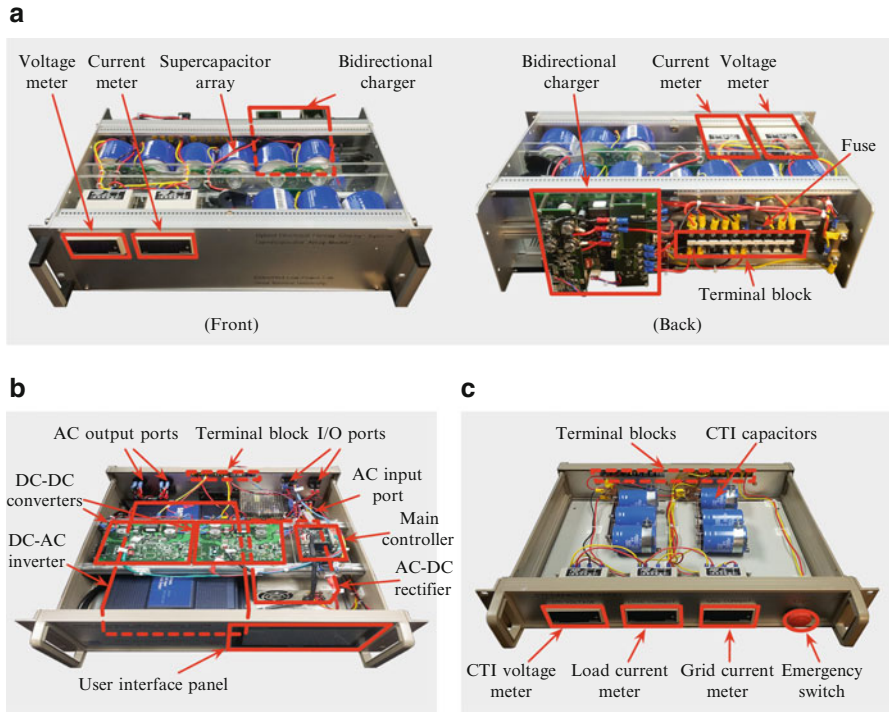 a
Voltage meter
Current meter
Supercapacitor array
Bidirectional charger
(Front)
Bidirectional charger
Current meter
Voltage meter
Fuse
Terminal block
(Back)
b
AC output ports
Terminal block
I/O ports
DC-DC converters
AC input port
DC-AC inverter
Main controller
AC-DC rectifier
User interface panel
c
Terminal blocks
CTI capacitors
CTI voltage meter
Load current meter
Grid current meter
Emergency switch